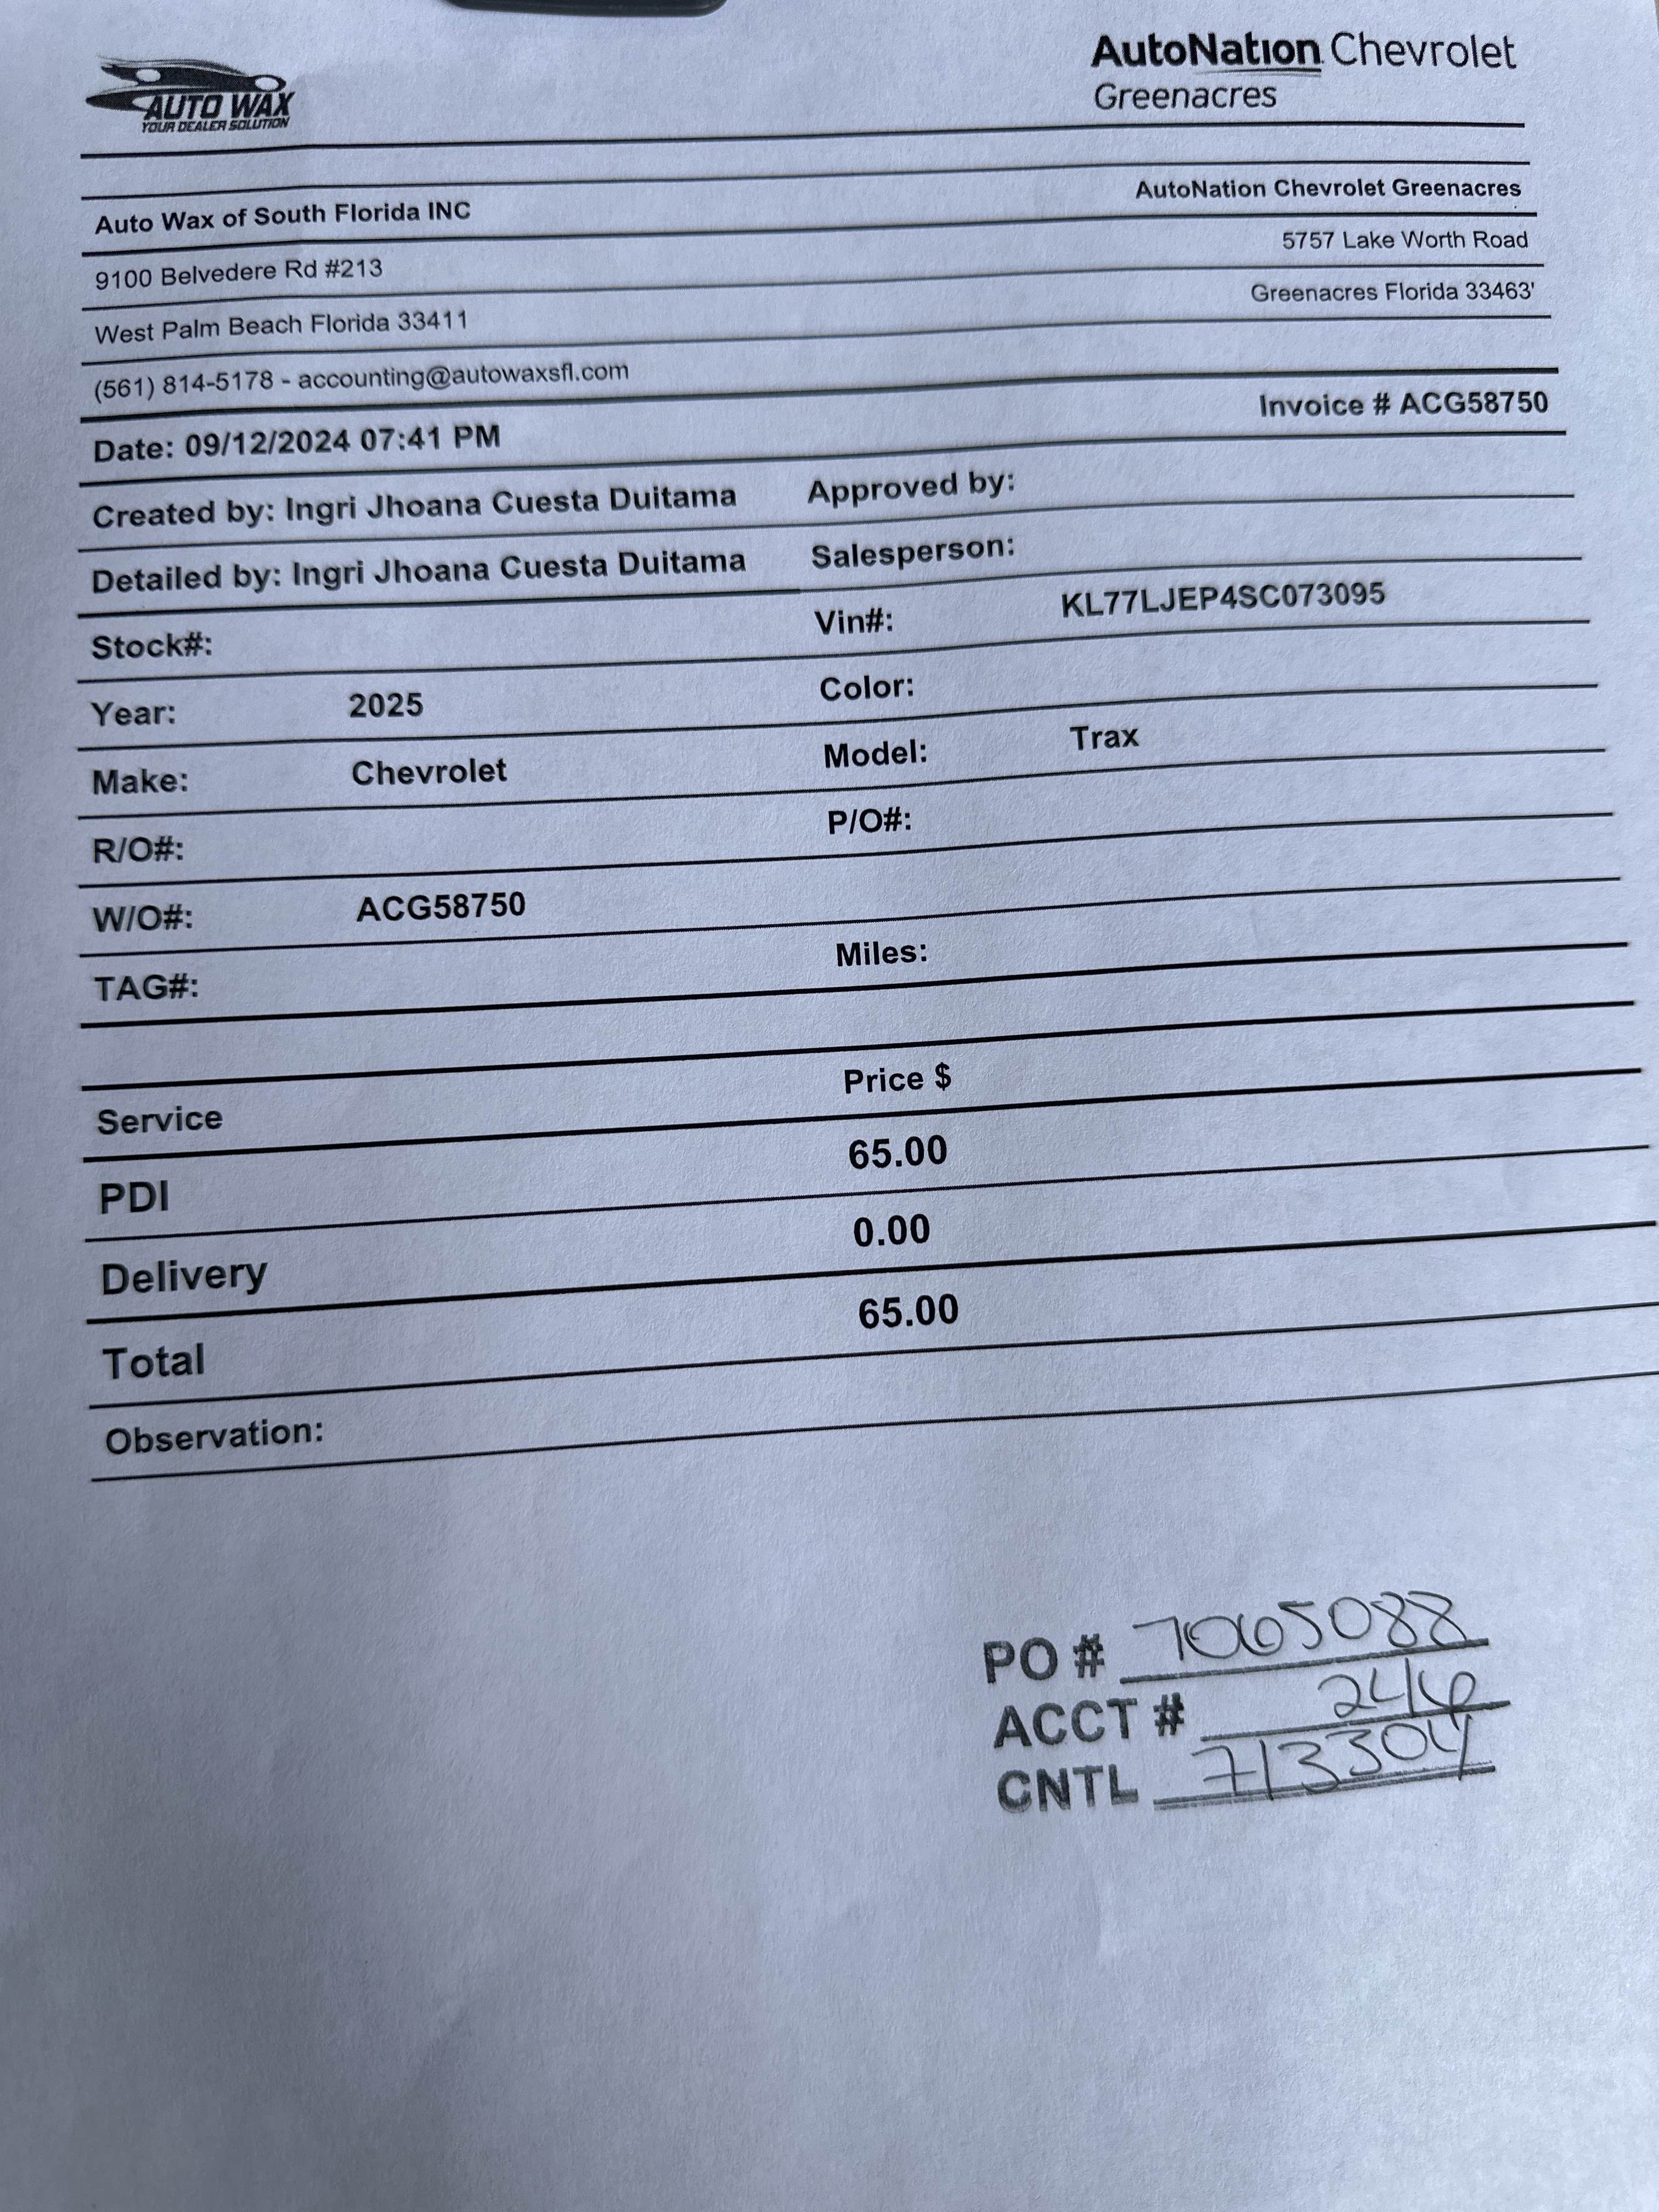 AUTO WAX
YOUR DEALER SOLUTION
AutoNation Chevrolet
Greenacres
Auto Wax of South Florida INC
AutoNation Chevrolet Greenacres
9100 Belvedere Rd #213
5757 Lake Worth Road
West Palm Beach Florida 33411
Greenacres Florida 33463'
(561) 814-5178 - accounting@autowaxsfl.com
Date: 09/12/2024 07:41 PM
Invoice # ACG58750
Created by: Ingri Jhoana Cuesta Duitama Approved by:
Detailed by: Ingri Jhoana Cuesta Duitama Salesperson:
Stock#: Vin#: KL77LJEP4SC073095
Year: 2025 Color:
Make: Chevrolet Model: Trax
R/O#: P/O#:
W/O#: ACG58750
TAG#: Miles:
Service Price $
PDI 65.00
Delivery 0.00
Total 65.00
Observation:
PO # 7065088
ACCT # 246
CNTL 713304